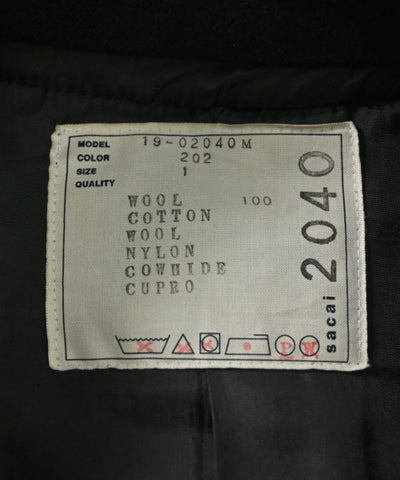 MODEL 19-02040M
COLOR 202
SIZE 1
QUALITY
WOOL 100
COTTON
WOOL
NYLON
COWHIDE
CUPRO
P W
sacai 2040